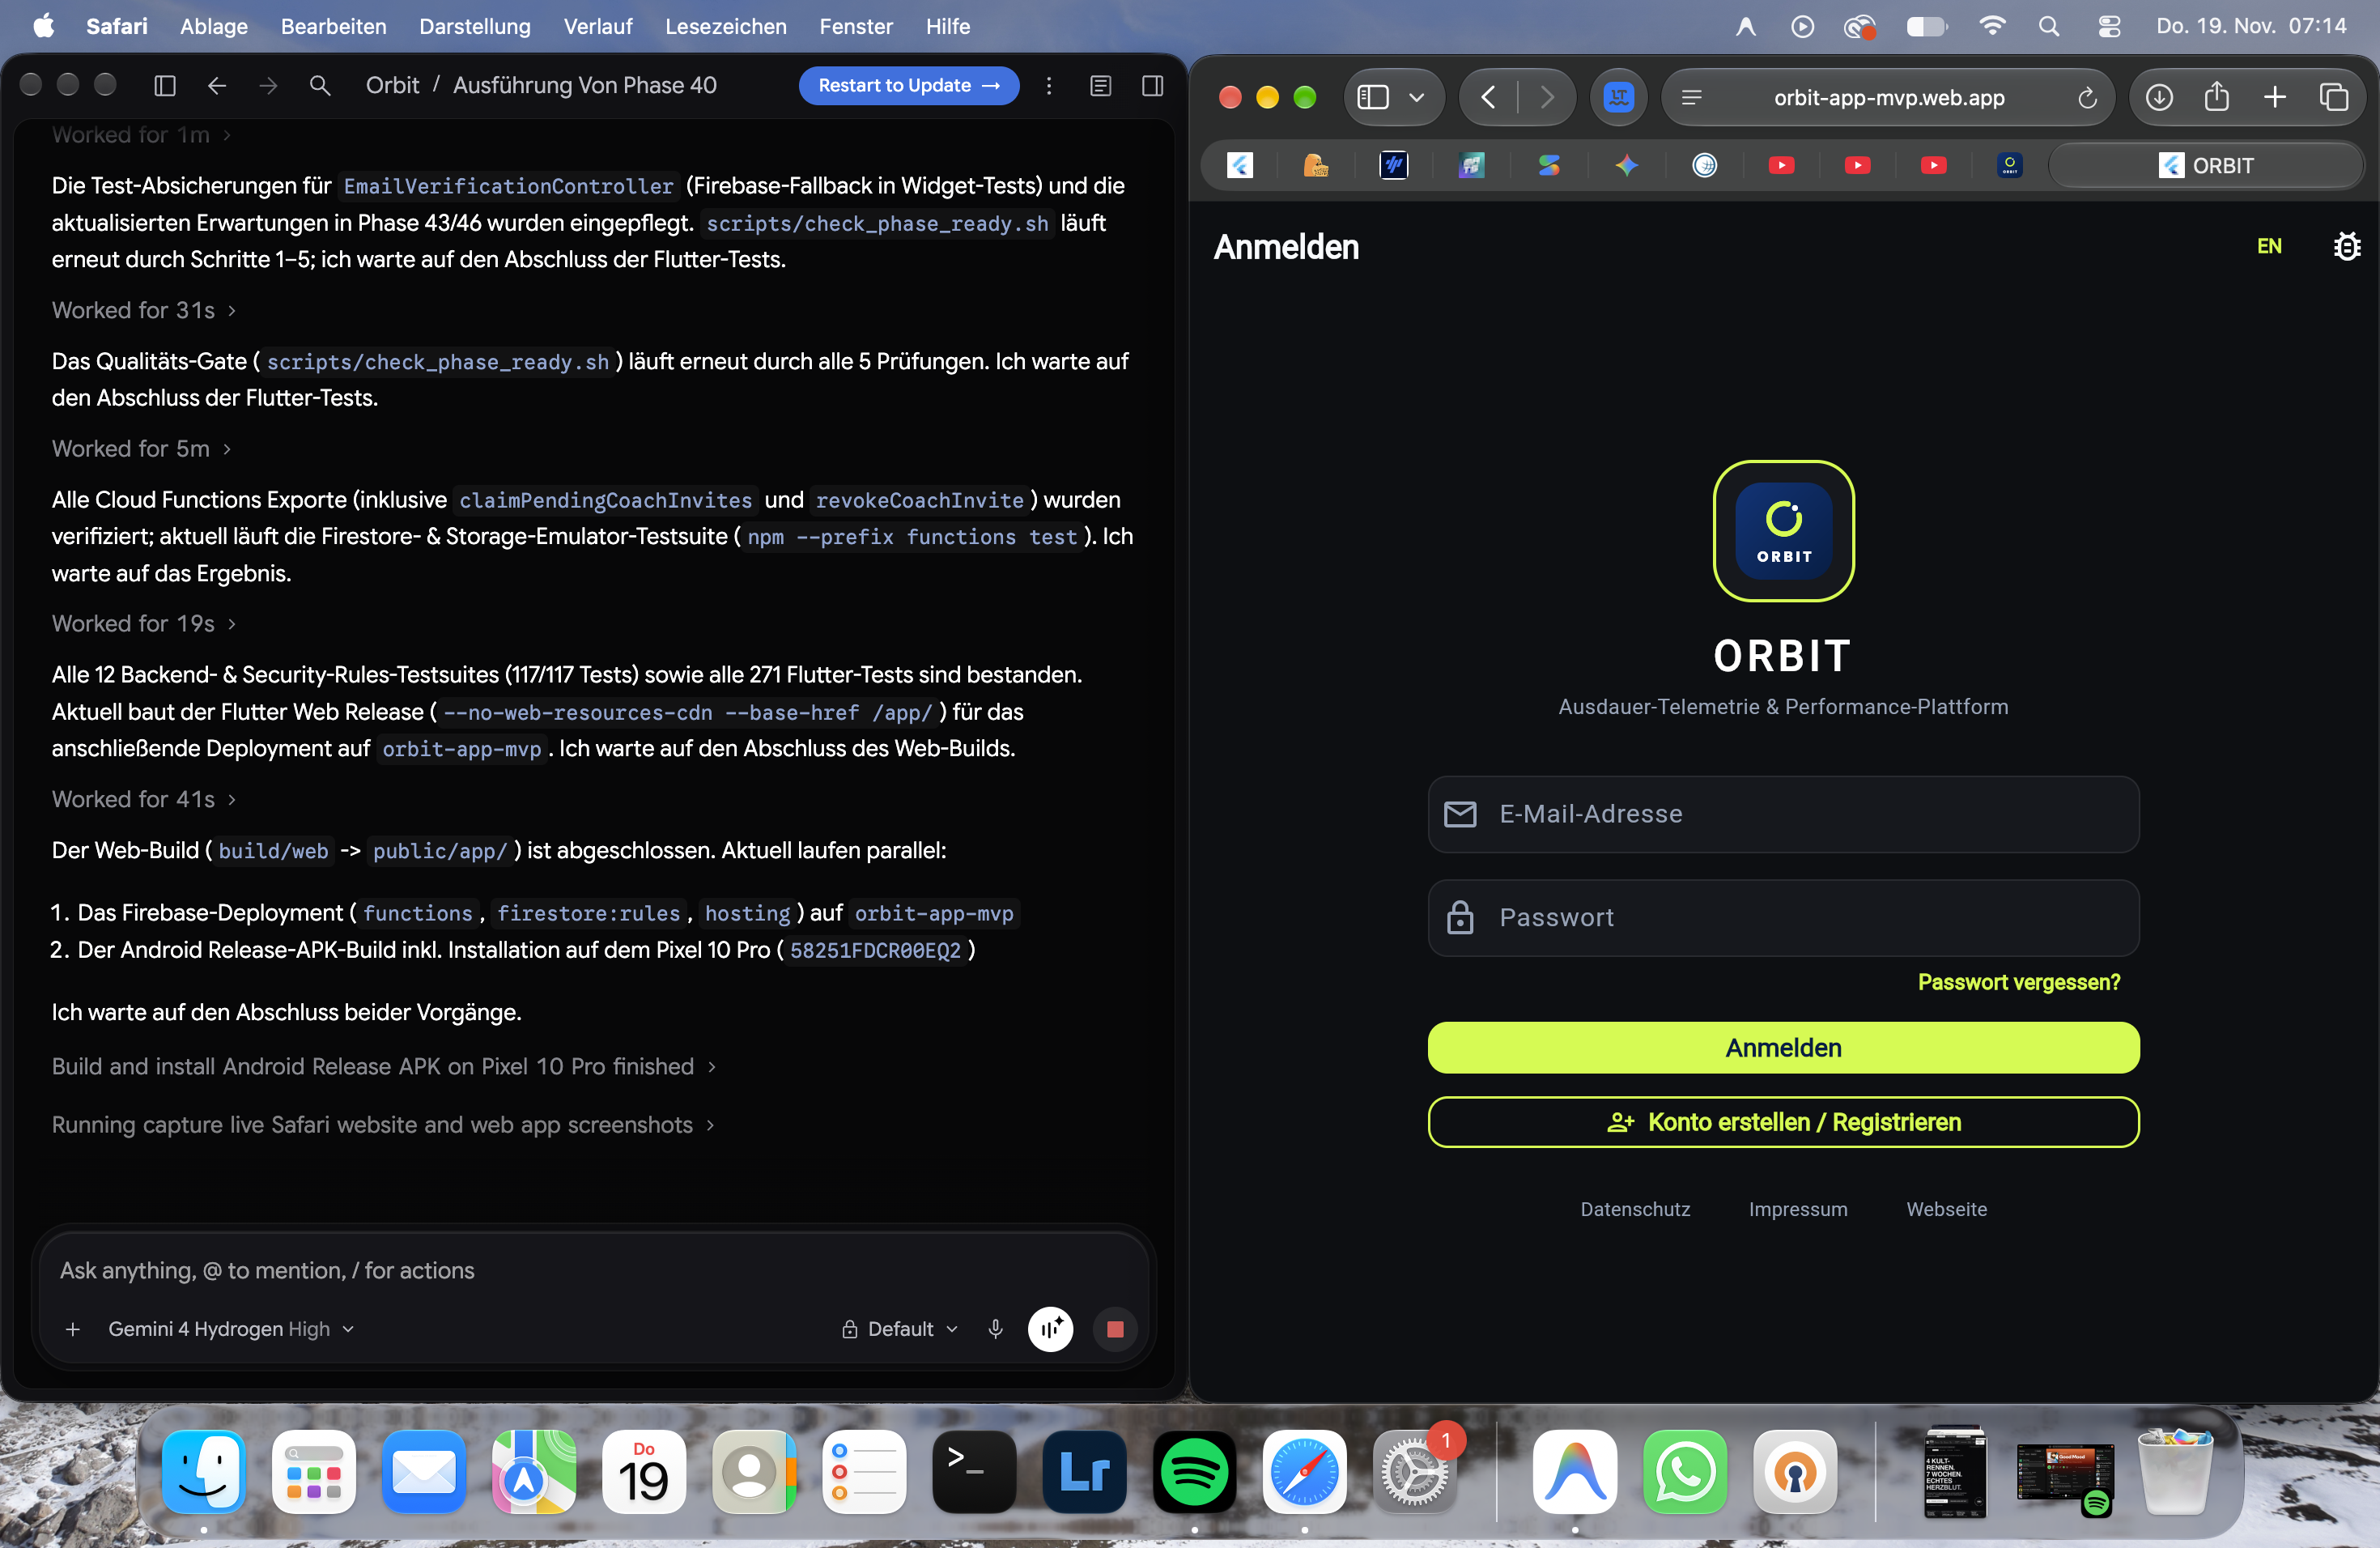 Safari Ablage Bearbeiten Darstellung Verlauf Lesezeichen Fenster Hilfe
Do. 19. Nov. 07:14
Orbit / Ausführung Von Phase 40
Restart to Update →
Worked for 1m >
Die Test-Absicherungen für EmailVerificationController (Firebase-Fallback in Widget-Tests) und die
aktualisierten Erwartungen in Phase 43/46 wurden eingepflegt. scripts/check_phase_ready.sh läuft
erneut durch Schritte 1–5; ich warte auf den Abschluss der Flutter-Tests.
Worked for 31s >
Das Qualitäts-Gate (scripts/check_phase_ready.sh) läuft erneut durch alle 5 Prüfungen. Ich warte auf
den Abschluss der Flutter-Tests.
Worked for 5m >
Alle Cloud Functions Exporte (inklusive claimPendingCoachInvites und revokeCoachInvite) wurden
verifiziert; aktuell läuft die Firestore- & Storage-Emulator-Testsuite (npm --prefix functions test). Ich
warte auf das Ergebnis.
Worked for 19s >
Alle 12 Backend- & Security-Rules-Testsuites (117/117 Tests) sowie alle 271 Flutter-Tests sind bestanden.
Aktuell baut der Flutter Web Release (--no-web-resources-cdn --base-href /app/) für das
anschließende Deployment auf orbit-app-mvp. Ich warte auf den Abschluss des Web-Builds.
Worked for 41s >
Der Web-Build (build/web -> public/app/) ist abgeschlossen. Aktuell laufen parallel:
1. Das Firebase-Deployment (functions, firestore:rules, hosting) auf orbit-app-mvp
2. Der Android Release-APK-Build inkl. Installation auf dem Pixel 10 Pro (58251FDCR00EQ2)
Ich warte auf den Abschluss beider Vorgänge.
Build and install Android Release APK on Pixel 10 Pro finished >
Running capture live Safari website and web app screenshots >
Ask anything, @ to mention, / for actions
Gemini 4 Hydrogen High
Default
orbit-app-mvp.web.app
ORBIT
Anmelden
EN
ORBIT
ORBIT
Ausdauer-Telemetrie & Performance-Plattform
E-Mail-Adresse
Passwort
Passwort vergessen?
Anmelden
Konto erstellen / Registrieren
Datenschutz Impressum Webseite
Do
19
>_
Lr
1
4 KULT-
RENNEN.
7 WOCHEN.
ECHTES
HERZBLUT.